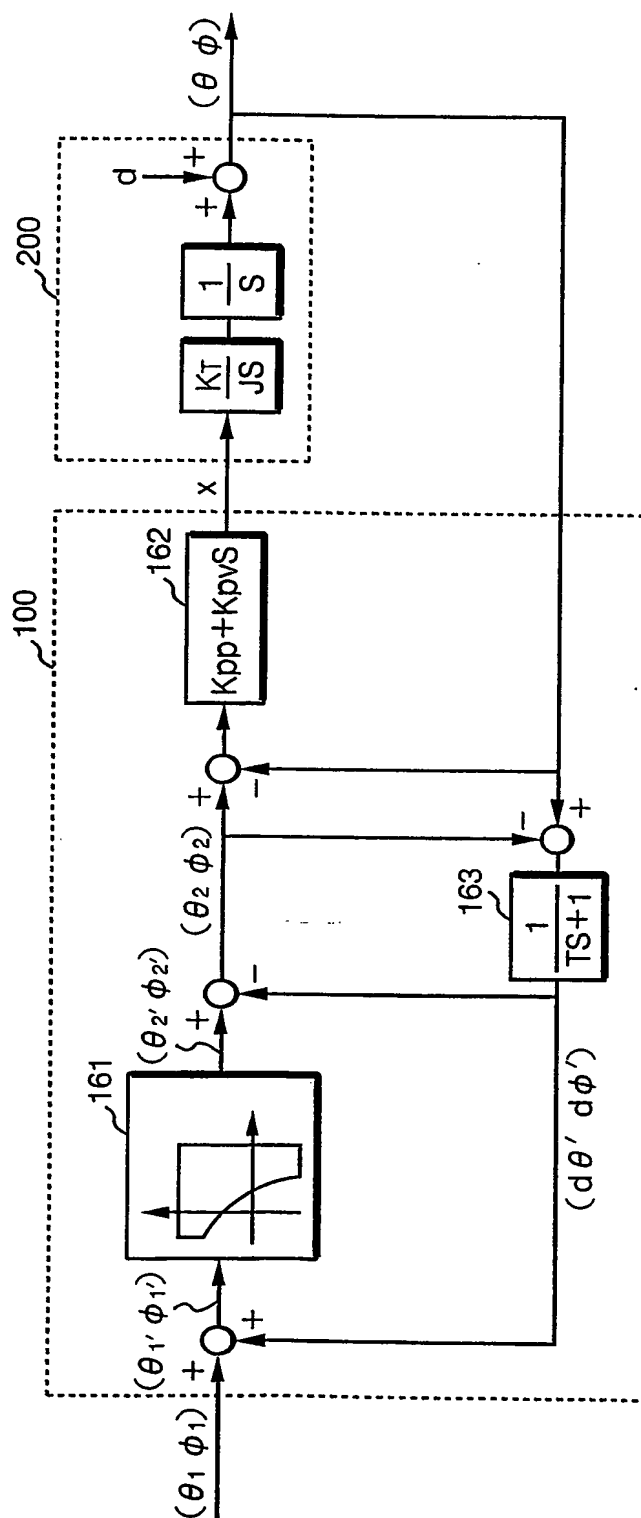 100
200
(θ1 φ1)
+
+
(θ1' φ1')
161
(θ2' φ2')
+
−
(θ2 φ2)
+
−
162
Kpp+KpvS
x
KT
JS
1
S
d
+
+
(θ φ)
−
+
163
1
TS+1
(dθ' dφ')